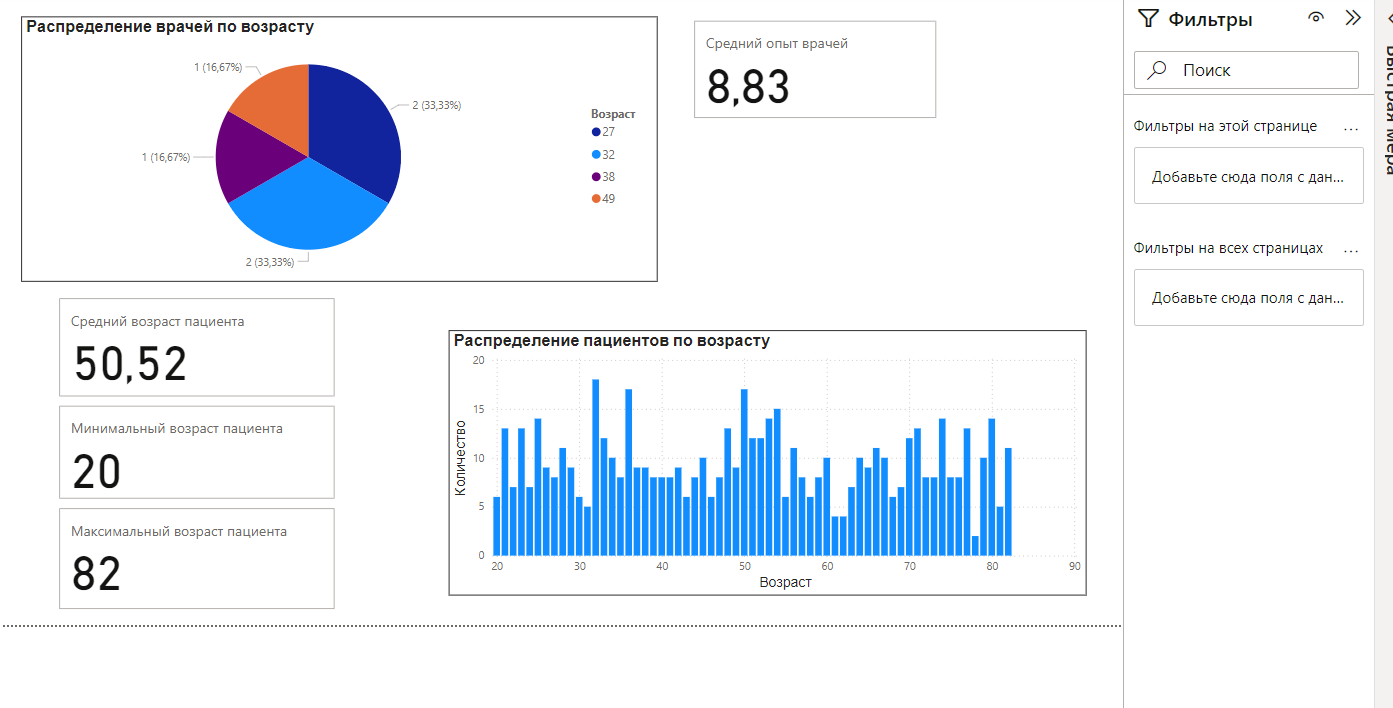 Распределение врачей по возрасту
1 (16,67%)
2 (33,33%)
1 (16,67%)
2 (33,33%)
Возраст
27
32
38
49
Средний опыт врачей
8,83
Средний возраст пациента
50,52
Минимальный возраст пациента
20
Максимальный возраст пациента
82
Распределение пациентов по возрасту
Количество
20
15
10
5
0
20 30 40 50 60 70 80 90
Возраст
Фильтры
Поиск
Фильтры на этой странице ...
Добавьте сюда поля с дан...
Фильтры на всех страницах ...
Добавьте сюда поля с дан...
Быстрая мера